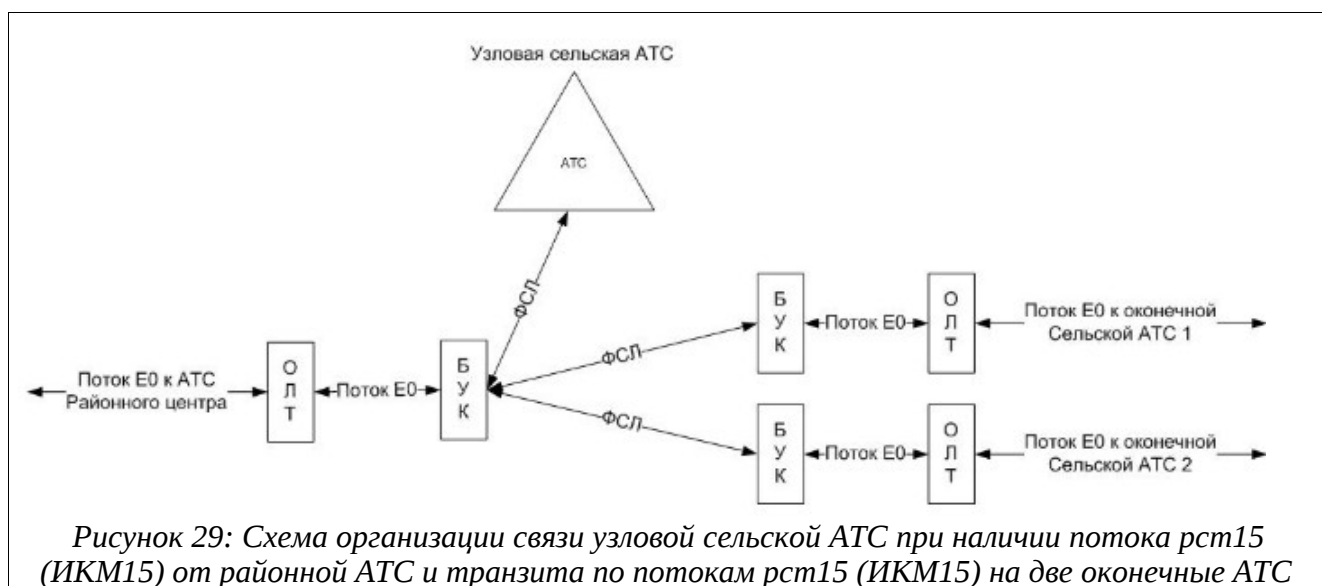 Узловая сельская АТС
АТС
ФСЛ
Поток Е0 к АТС
Районного центра
О
Л
Т
Поток Е0
Б
У
К
ФСЛ
Б
У
К
Поток Е0
О
Л
Т
Поток Е0 к оконечной
Сельской АТС 1
ФСЛ
Б
У
К
Поток Е0
О
Л
Т
Поток Е0 к оконечной
Сельской АТС 2
Рисунок 29: Схема организации связи узловой сельской АТС при наличии потока pcm15
(ИКМ15) от районной АТС и транзита по потокам pcm15 (ИКМ15) на две оконечные АТС